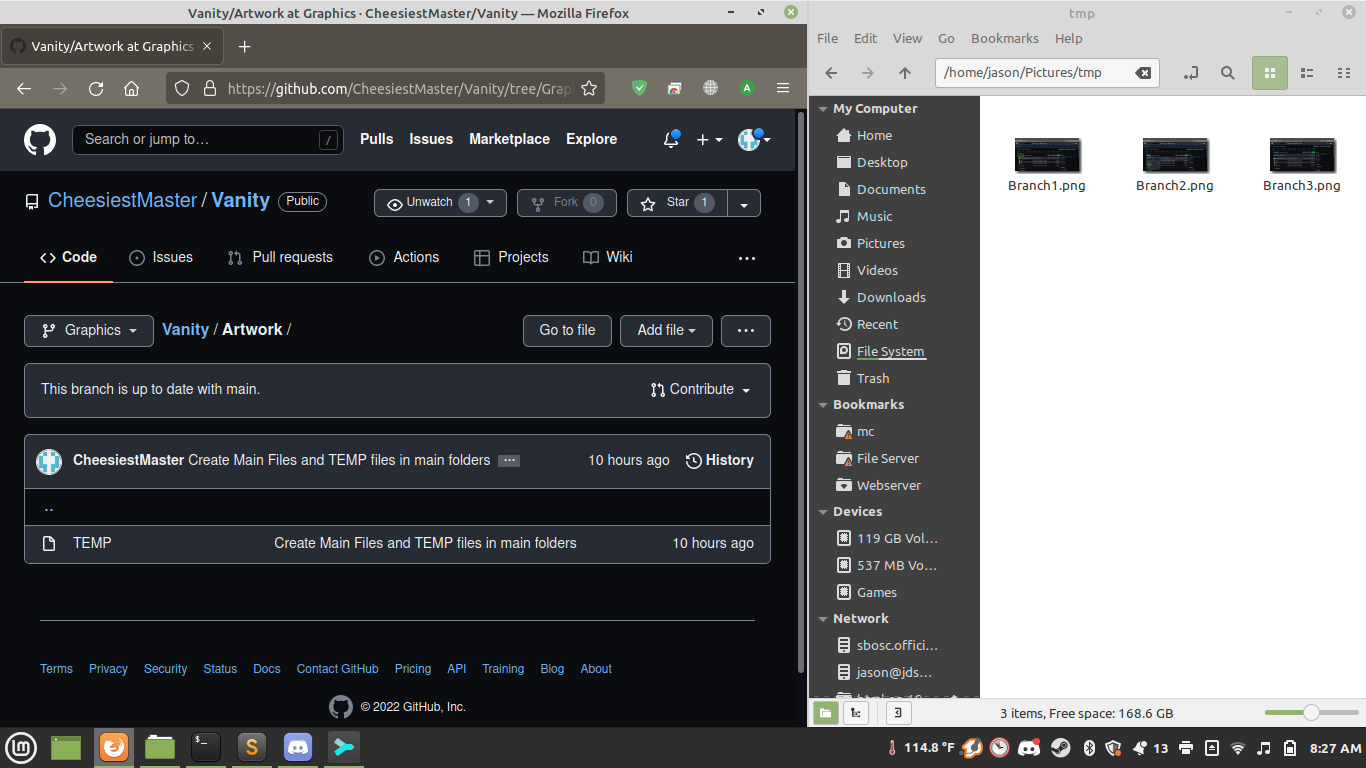 Vanity/Artwork at Graphics · CheesiestMaster/Vanity — Mozilla Firefox
Vanity/Artwork at Graphics
https://github.com/CheesiestMaster/Vanity/tree/Grap
A
Search or jump to… /
Pulls Issues Marketplace Explore
CheesiestMaster / Vanity Public
Unwatch 1
Fork 0
Star 1
Code Issues Pull requests Actions Projects Wiki
Graphics Vanity / Artwork /
Go to file Add file
This branch is up to date with main.
Contribute
CheesiestMaster Create Main Files and TEMP files in main folders 10 hours ago History
..
TEMP Create Main Files and TEMP files in main folders 10 hours ago
Terms Privacy Security Status Docs Contact GitHub Pricing API Training Blog About
© 2022 GitHub, Inc.
tmp
File Edit View Go Bookmarks Help
/home/jason/Pictures/tmp
My Computer
Home
Desktop
Documents
Music
Pictures
Videos
Downloads
Recent
File System
Trash
Bookmarks
mc
File Server
Webserver
Devices
119 GB Vol…
537 MB Vo…
Games
Network
sbosc.offici…
jason@jds…
Branch1.png Branch2.png Branch3.png
3 items, Free space: 168.6 GB
114.8 °F
13
8:27 AM